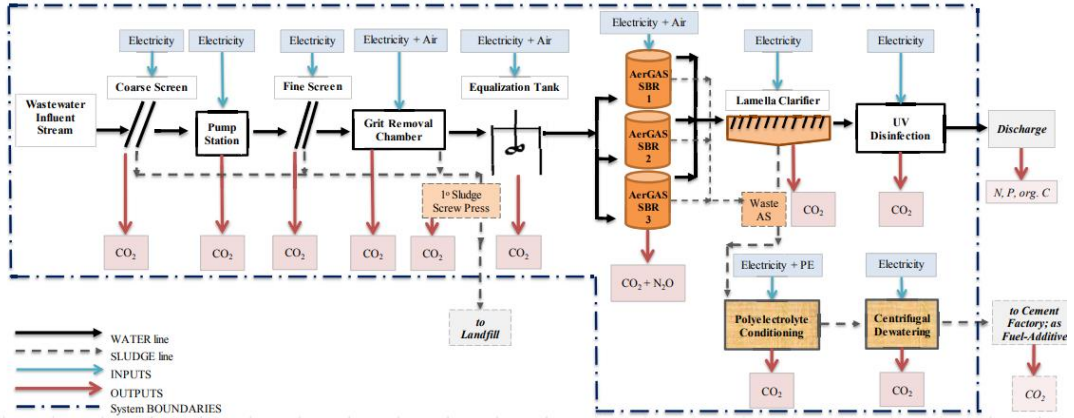 Electricity
Electricity
Electricity
Electricity + Air
Electricity + Air
Electricity + Air
Electricity
Electricity
Wastewater
Influent
Stream
Coarse Screen
Pump
Station
Fine Screen
Grit Removal
Chamber
Equalization Tank
AerGAS
SBR
1
AerGAS
SBR
2
AerGAS
SBR
3
Lamella Clarifier
UV
Disinfection
Discharge
N, P, org. C
1º Sludge
Screw Press
Waste
AS
CO2
CO2
CO2
CO2
CO2
CO2
CO2 + N2O
CO2
CO2
to
Landfill
Electricity + PE
Electricity
Polyelectrolyte
Conditioning
Centrifugal
Dewatering
to Cement
Factory; as
Fuel-Additive
CO2
CO2
CO2
WATER line
SLUDGE line
INPUTS
OUTPUTS
System BOUNDARIES